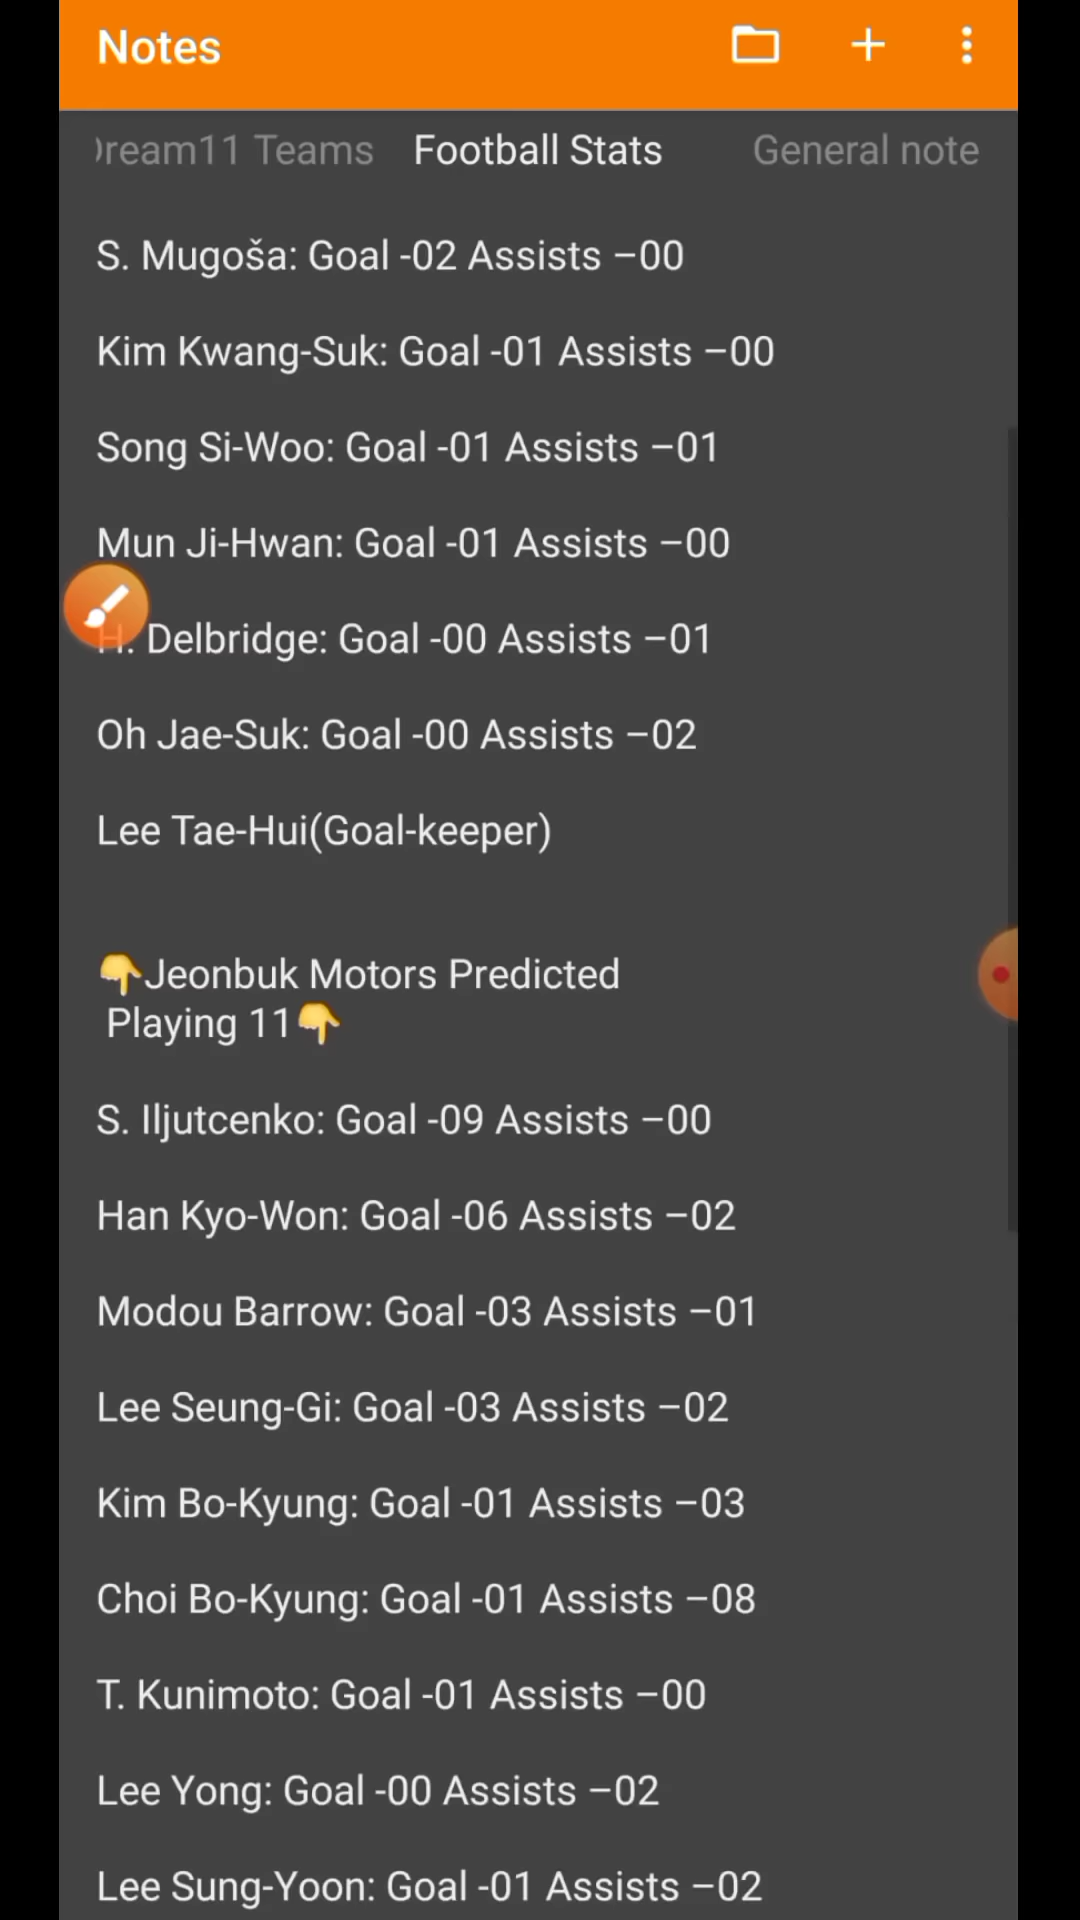 Notes
Dream11 Teams Football Stats General note
S. Mugoša: Goal -02 Assists –00
Kim Kwang-Suk: Goal -01 Assists –00
Song Si-Woo: Goal -01 Assists –01
Mun Ji-Hwan: Goal -01 Assists –00
H. Delbridge: Goal -00 Assists –01
Oh Jae-Suk: Goal -00 Assists –02
Lee Tae-Hui(Goal-keeper)
👇Jeonbuk Motors Predicted
Playing 11👇
S. Iljutcenko: Goal -09 Assists –00
Han Kyo-Won: Goal -06 Assists –02
Modou Barrow: Goal -03 Assists –01
Lee Seung-Gi: Goal -03 Assists –02
Kim Bo-Kyung: Goal -01 Assists –03
Choi Bo-Kyung: Goal -01 Assists –08
T. Kunimoto: Goal -01 Assists –00
Lee Yong: Goal -00 Assists –02
Lee Sung-Yoon: Goal -01 Assists –02